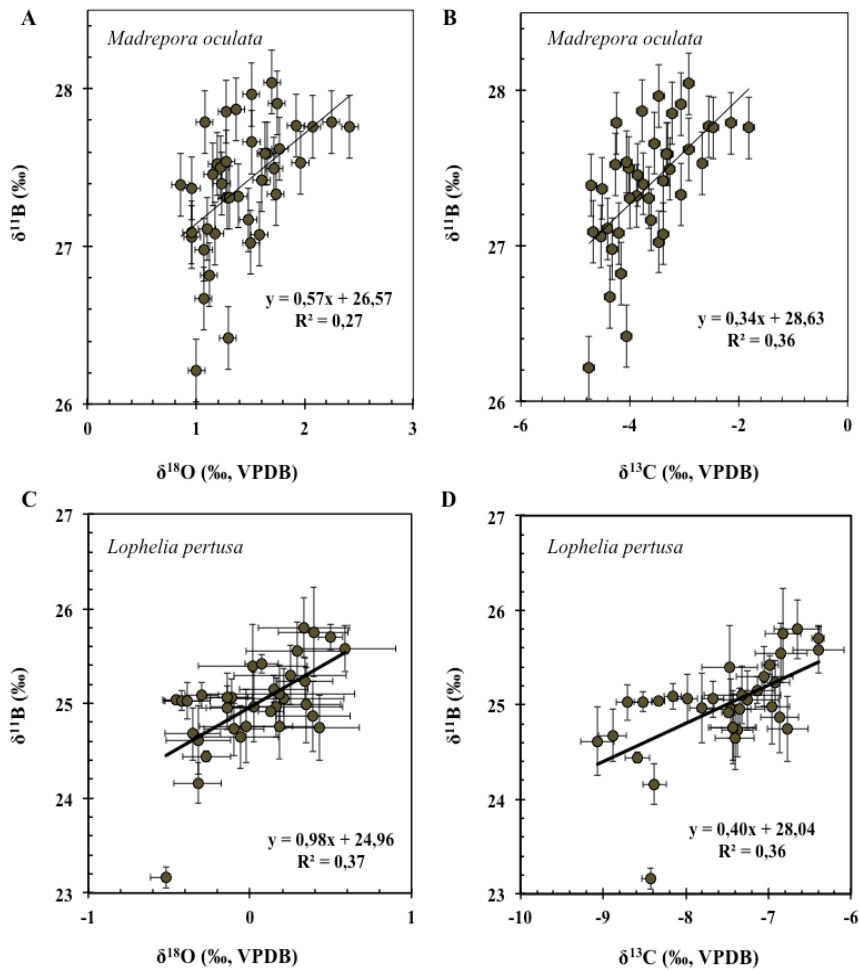 A
Madrepora oculata
28
27
26
δ¹¹B (‰)
y = 0,57x + 26,57
R² = 0,27
0
1
2
3
δ¹⁸O (‰, VPDB)
B
Madrepora oculata
29
28
27
26
δ¹¹B (‰)
y = 0,34x + 28,63
R² = 0,36
-6
-4
-2
0
δ¹³C (‰, VPDB)
C
Lophelia pertusa
27
26
25
24
23
δ¹¹B (‰)
y = 0,98x + 24,96
R² = 0,37
-1
0
1
δ¹⁸O (‰, VPDB)
D
Lophelia pertusa
27
26
25
24
23
δ¹¹B (‰)
y = 0,40x + 28,04
R² = 0,36
-10
-9
-8
-7
-6
δ¹³C (‰, VPDB)